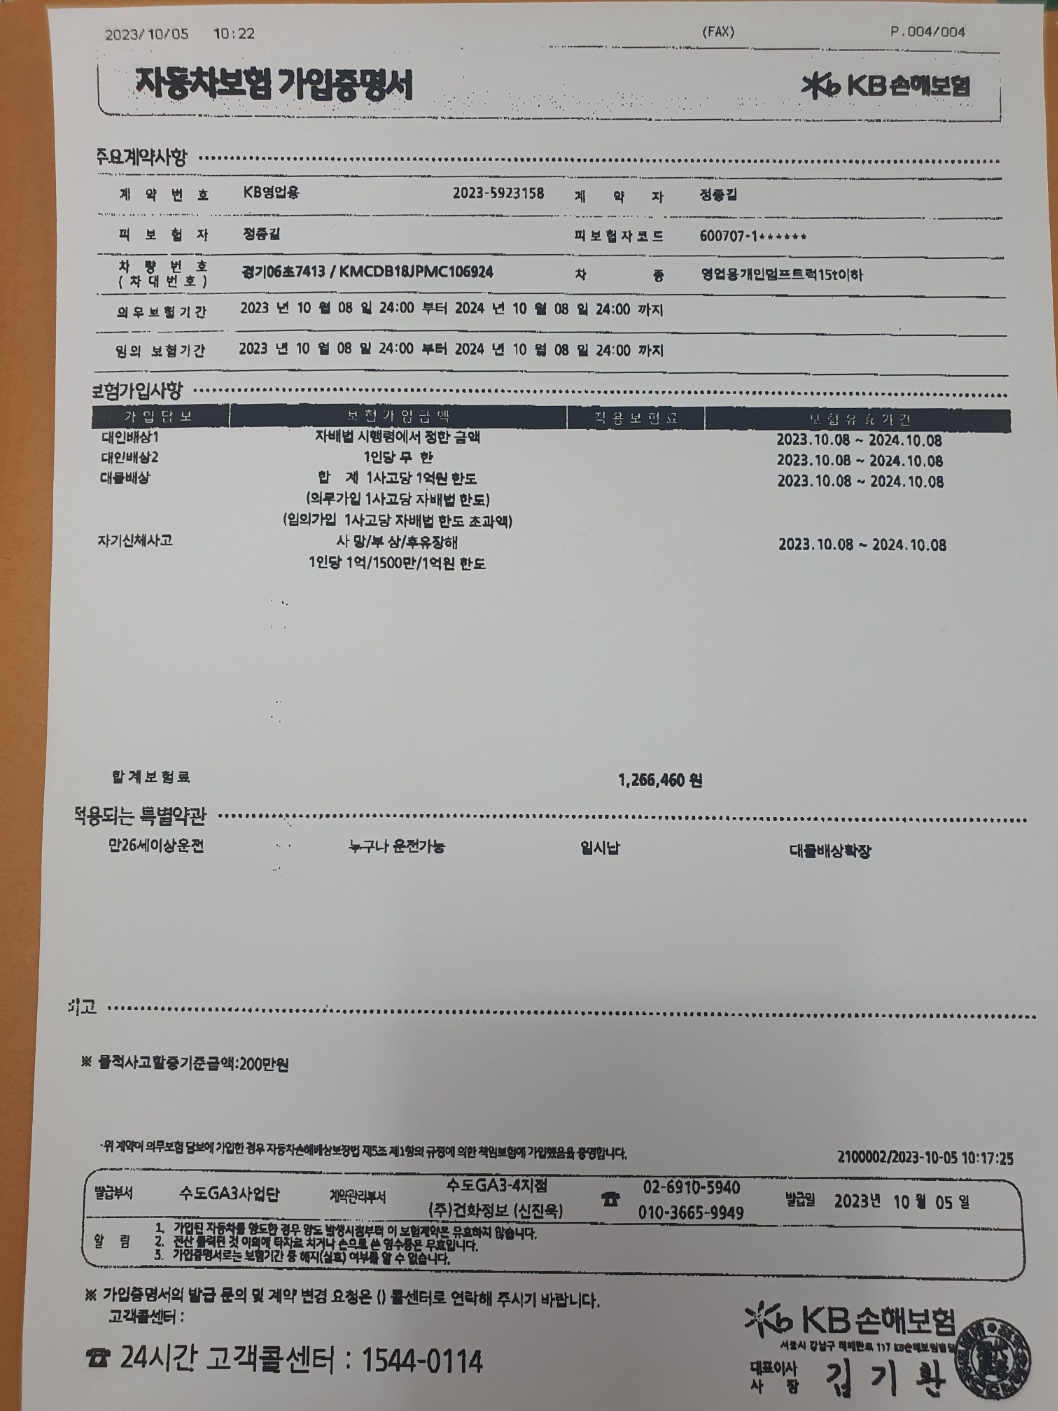 2023/10/05 10:22 (FAX) P.004/004
자동차보험 가입증명서 KB손해보험
주요계약사항
계 약 번 호 KB영업용 2023-5923158 계 약 자 정종길
피 보 험 자 정종길 피보험자코드 600707-1******
차 량 번 호 경기06초7413 / KMCDB18JPMC106924 차 종 영업용개인덤프트럭15t이하
( 차 대 번 호 )
의무보험기간 2023 년 10 월 08 일 24:00 부터 2024 년 10 월 08 일 24:00 까지
임의 보험기간 2023 년 10 월 08 일 24:00 부터 2024 년 10 월 08 일 24:00 까지
보험가입사항
가입담보 보험가입금액 적용보험료 보험유효기간
대인배상1 자배법 시행령에서 정한 금액 2023.10.08 ~ 2024.10.08
대인배상2 1인당 무 한 2023.10.08 ~ 2024.10.08
대물배상 합 계 1사고당 1억원 한도 2023.10.08 ~ 2024.10.08
(의무가입 1사고당 자배법 한도)
(임의가입 1사고당 자배법 한도 초과액)
자기신체사고 사 망/부 상/후유장해 2023.10.08 ~ 2024.10.08
1인당 1억/1500만/1억원 한도
합계보험료 1,266,460 원
적용되는 특별약관
만26세이상운전 누구나 운전가능 일시납 대물배상확장
비고
※ 물적사고할증기준금액:200만원
·위 계약이 의무보험 담보에 가입한 경우 자동차손해배상보장법 제5조 제1항의 규정에 의한 책임보험에 가입했음을 증명합니다.
2100002/2023-10-05 10:17:25
발급부서 수도GA3사업단 계약관리부서 수도GA3-4지점 ☎ 02-6910-5940 발급일 2023년 10 월 05 일
(주)건화정보 (신진욱) 010-3665-9949
알 림 1. 가입된 자동차를 양도한 경우 양도 발생시점부터 이 보험계약은 유효하지 않습니다.
2. 전산 출력된 것 이외에 타자로 치거나 손으로 쓴 영수증은 무효입니다.
3. 가입증명서로는 보험기간 중 해지(실효) 여부를 알 수 없습니다.
※ 가입증명서의 발급 문의 및 계약 변경 요청은 () 콜센터로 연락해 주시기 바랍니다.
고객콜센터 :
☎ 24시간 고객콜센터 : 1544-0114
KB손해보험
서울시 강남구 테헤란로 117 KB손해보험빌딩
대표이사
사 장 김 기 환